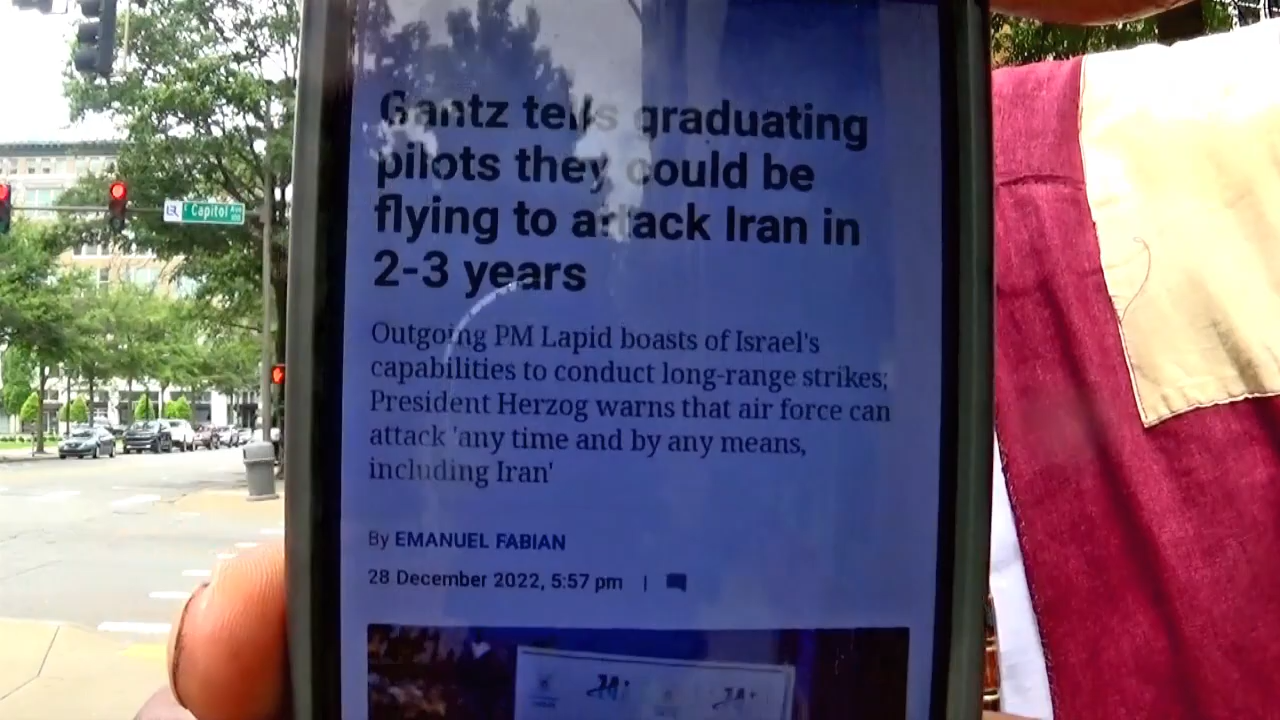 Gantz tells graduating
pilots they could be
flying to attack Iran in
2-3 years
Outgoing PM Lapid boasts of Israel's
capabilities to conduct long-range strikes;
President Herzog warns that air force can
attack 'any time and by any means,
including Iran'
By EMANUEL FABIAN
28 December 2022, 5:57 pm |
E Capitol Ave